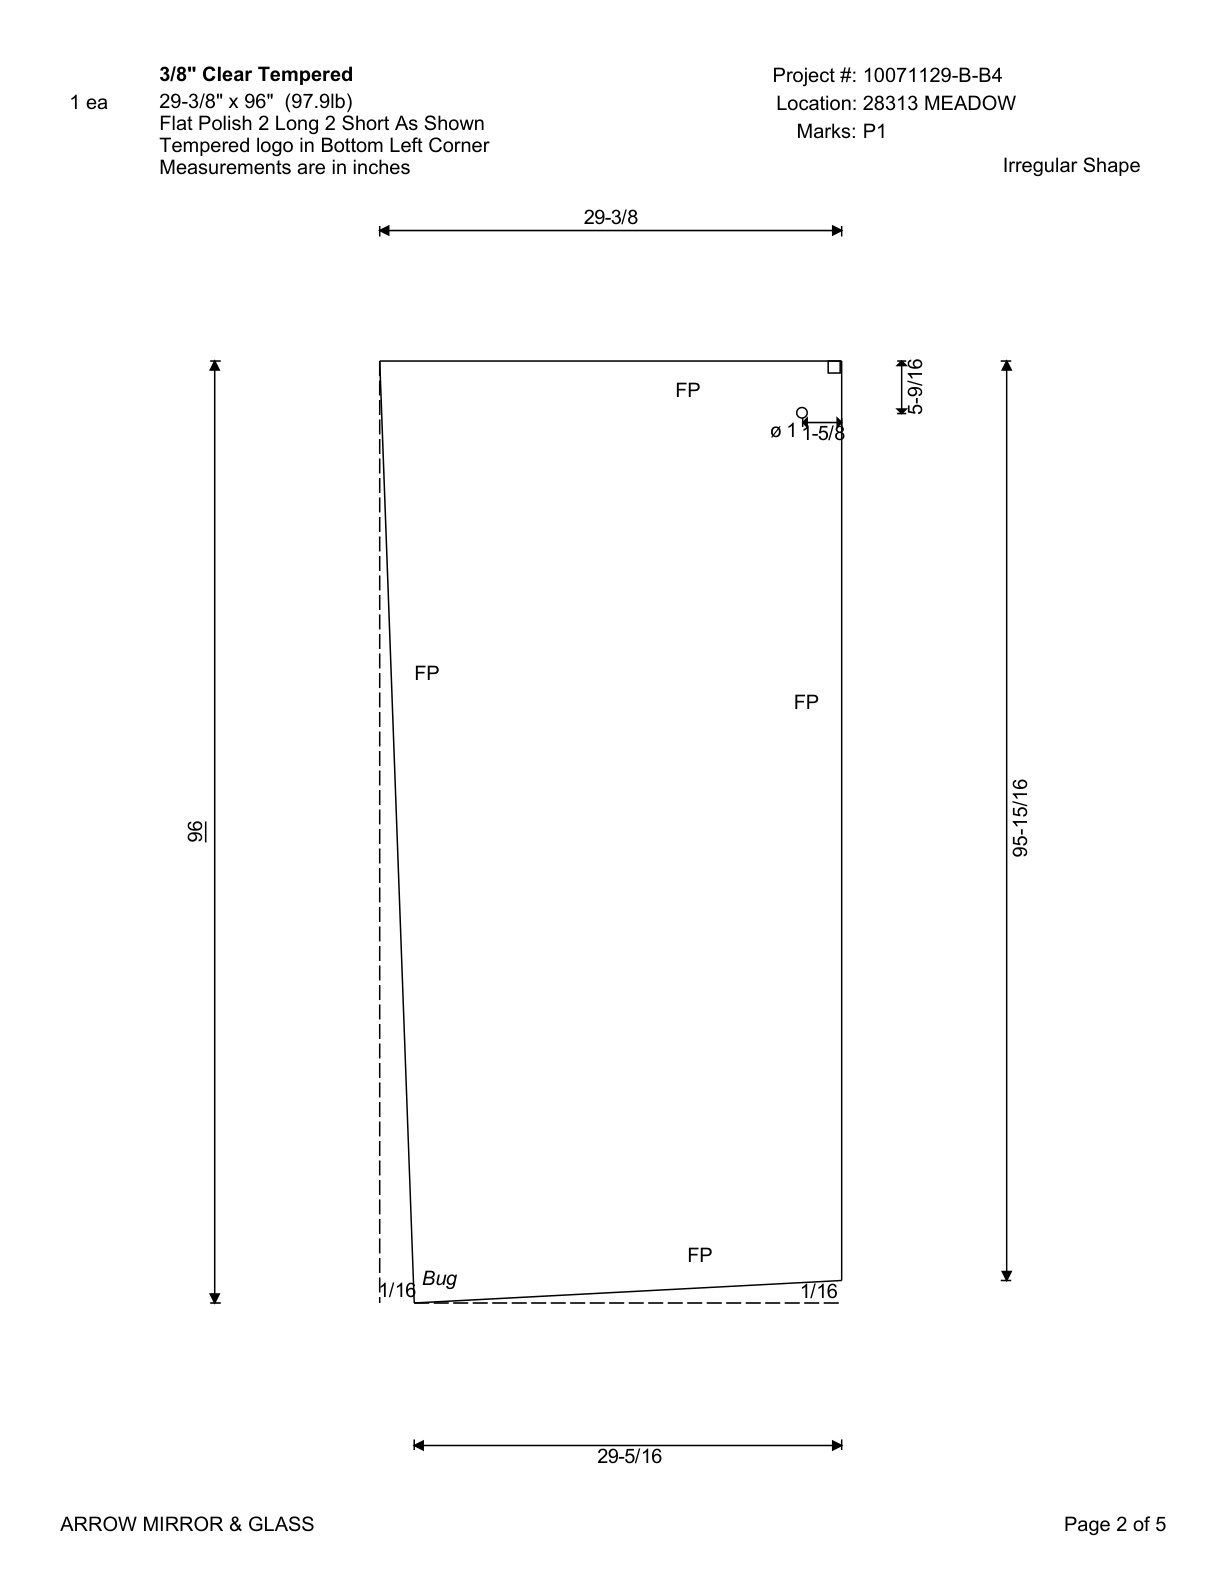 3/8" Clear Tempered
1 ea
29-3/8" x 96"  (97.9lb)
Flat Polish 2 Long 2 Short As Shown
Tempered logo in Bottom Left Corner
Measurements are in inches
Project #: 10071129-B-B4
Location: 28313 MEADOW
Marks: P1
Irregular Shape
29-3/8
FP
5-9/16
ø 1
1-5/8
FP
FP
96
95-15/16
FP
Bug
1/16
1/16
29-5/16
ARROW MIRROR & GLASS
Page 2 of 5